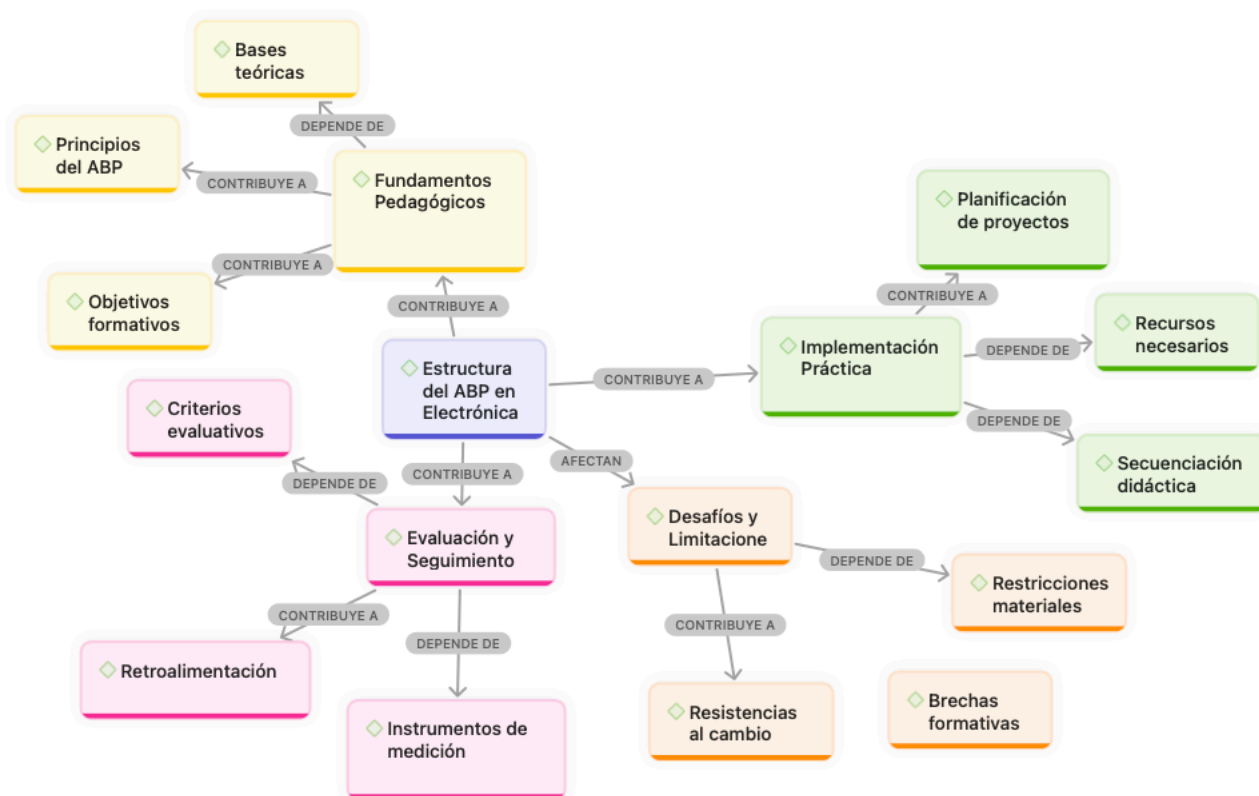 Bases
teóricas
DEPENDE DE
Principios
del ABP
CONTRIBUYE A
Fundamentos
Pedagógicos
CONTRIBUYE A
Objetivos
formativos
CONTRIBUYE A
Estructura
del ABP en
Electrónica
CONTRIBUYE A
Implementación
Práctica
CONTRIBUYE A
Planificación
de proyectos
DEPENDE DE
Recursos
necesarios
DEPENDE DE
Secuenciación
didáctica
CONTRIBUYE A
Evaluación y
Seguimiento
DEPENDE DE
Criterios
evaluativos
CONTRIBUYE A
Retroalimentación
DEPENDE DE
Instrumentos de
medición
AFECTAN
Desafíos y
Limitacione
DEPENDE DE
Restricciones
materiales
CONTRIBUYE A
Resistencias
al cambio
Brechas
formativas